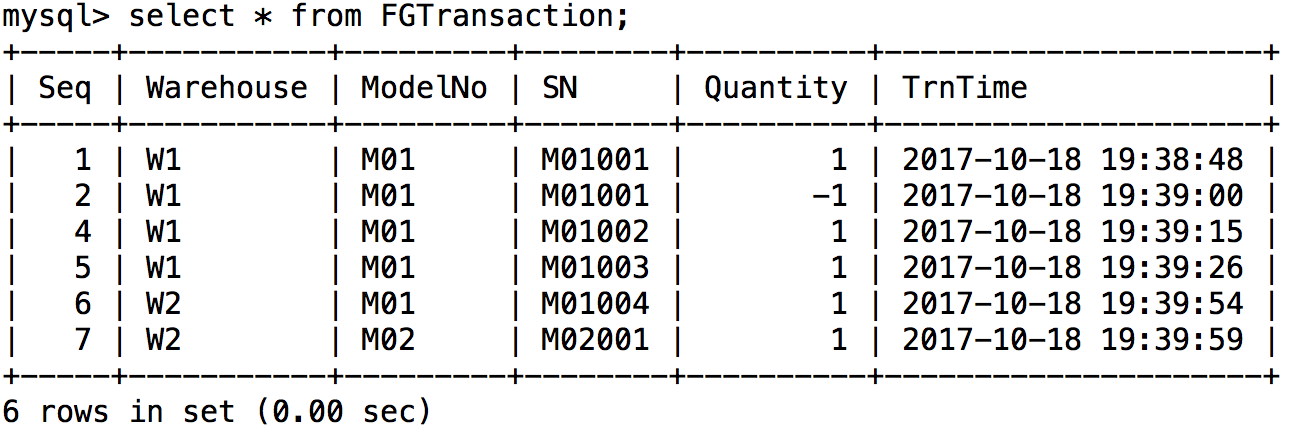 mysql> select * from FGTransaction;
+-----+-----------+---------+--------+----------+---------------------+
| Seq | Warehouse | ModelNo | SN     | Quantity | TrnTime             |
+-----+-----------+---------+--------+----------+---------------------+
|   1 | W1        | M01     | M01001 |        1 | 2017-10-18 19:38:48 |
|   2 | W1        | M01     | M01001 |       -1 | 2017-10-18 19:39:00 |
|   4 | W1        | M01     | M01002 |        1 | 2017-10-18 19:39:15 |
|   5 | W1        | M01     | M01003 |        1 | 2017-10-18 19:39:26 |
|   6 | W2        | M01     | M01004 |        1 | 2017-10-18 19:39:54 |
|   7 | W2        | M02     | M02001 |        1 | 2017-10-18 19:39:59 |
+-----+-----------+---------+--------+----------+---------------------+
6 rows in set (0.00 sec)